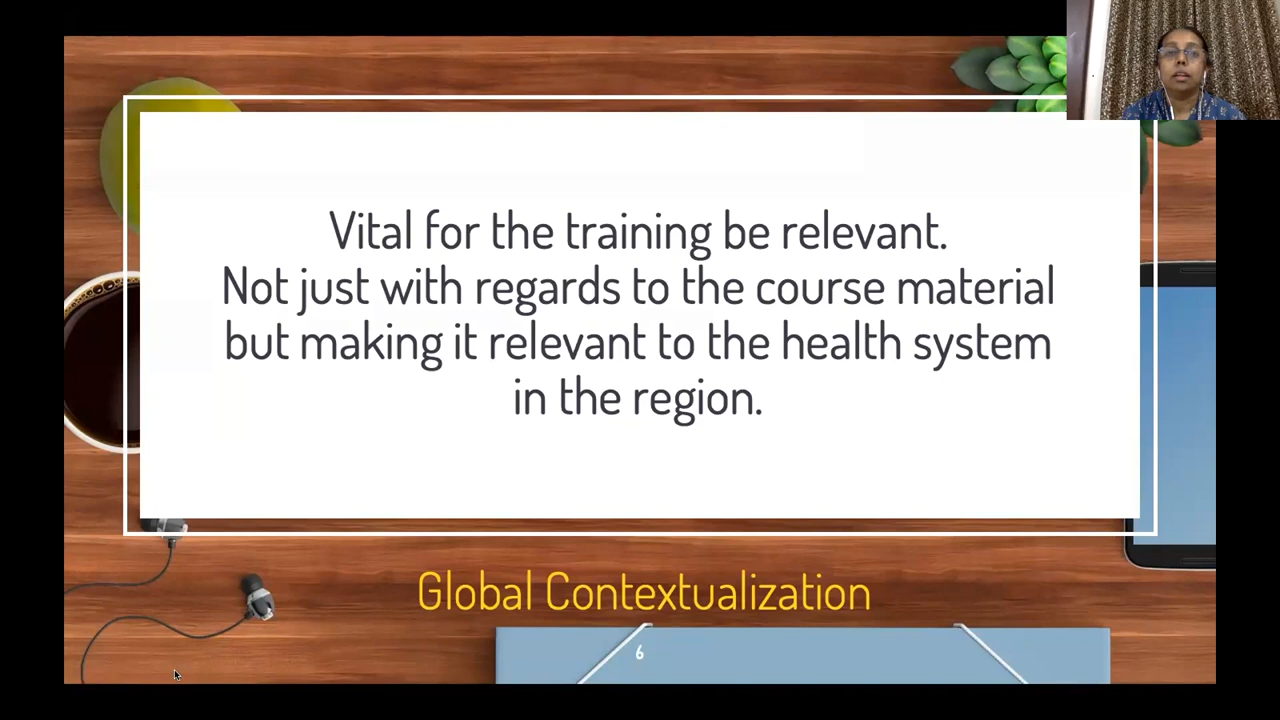 Vital for the training be relevant.
Not just with regards to the course material
but making it relevant to the health system
in the region.
Global Contextualization
6